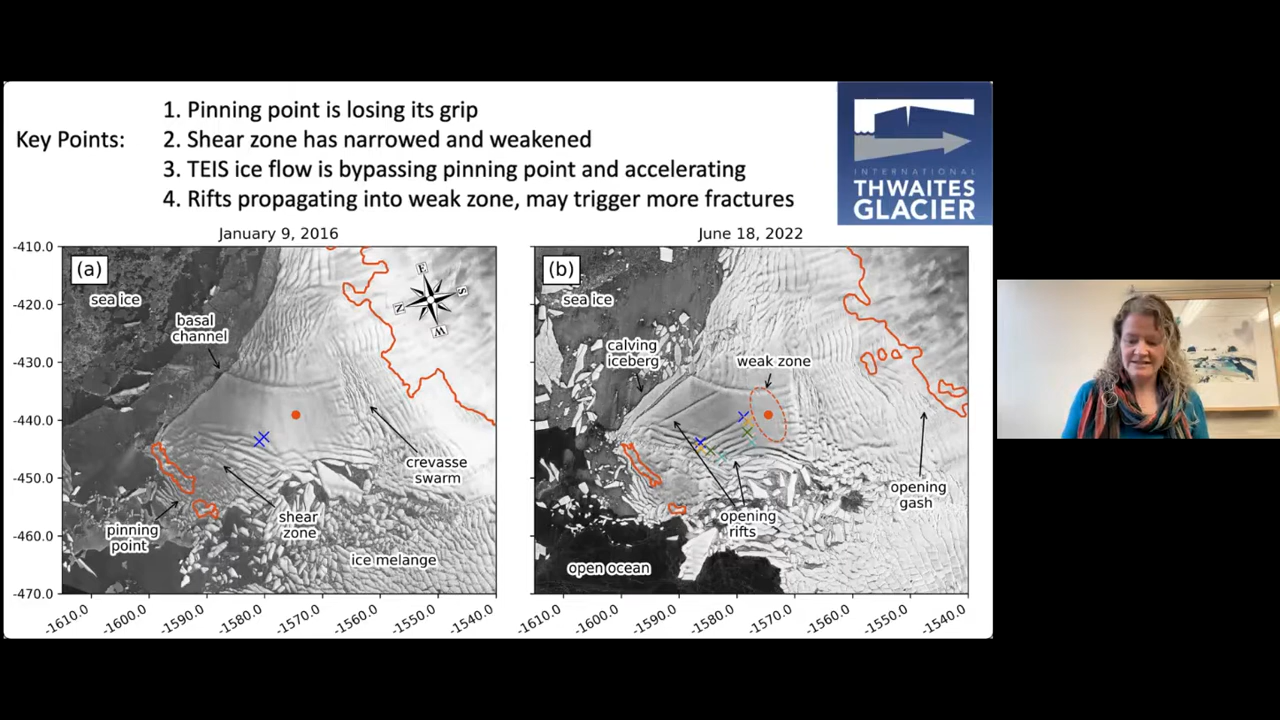 Key Points:
1. Pinning point is losing its grip
2. Shear zone has narrowed and weakened
3. TEIS ice flow is bypassing pinning point and accelerating
4. Rifts propagating into weak zone, may trigger more fractures
INTERNATIONAL
THWAITES
GLACIER
January 9, 2016
(a)
sea ice
basal
channel
E
S
W
N
crevasse
swarm
shear
zone
pinning
point
ice melange
-410.0
-420.0
-430.0
-440.0
-450.0
-460.0
-470.0
-1610.0
-1600.0
-1590.0
-1580.0
-1570.0
-1560.0
-1550.0
-1540.0
June 18, 2022
(b)
sea ice
calving
iceberg
weak zone
opening
gash
opening
rifts
open ocean
-1610.0
-1600.0
-1590.0
-1580.0
-1570.0
-1560.0
-1550.0
-1540.0